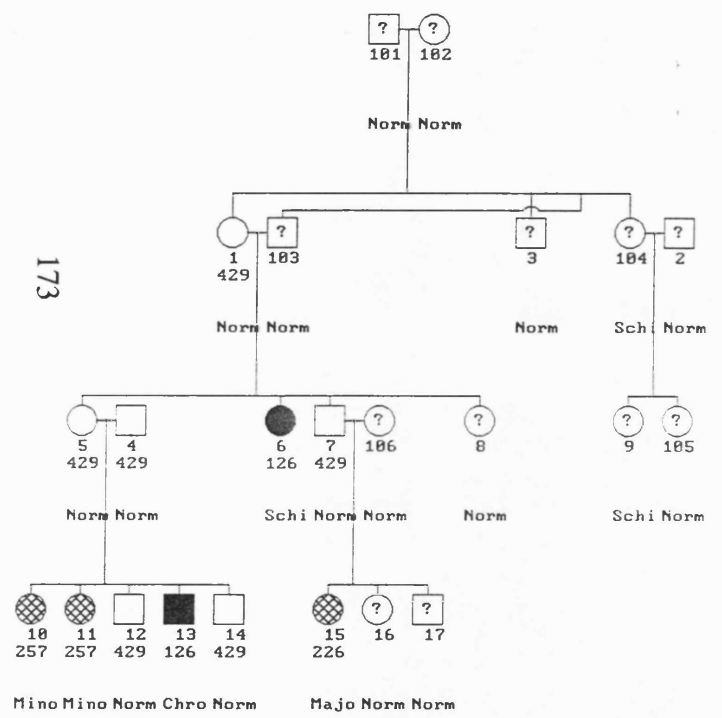 ? ?
101 102
Norm Norm
? ? ? ?
1 103 3 104 2
429
173
Norm Norm Norm Schi Norm
? ? ? ?
5 4 6 7 106 8 9 105
429 429 126 429
Norm Norm Schi Norm Norm Norm Schi Norm
? ?
10 11 12 13 14 15 16 17
257 257 429 126 429 226
Mino Mino Norm Chro Norm Majo Norm Norm